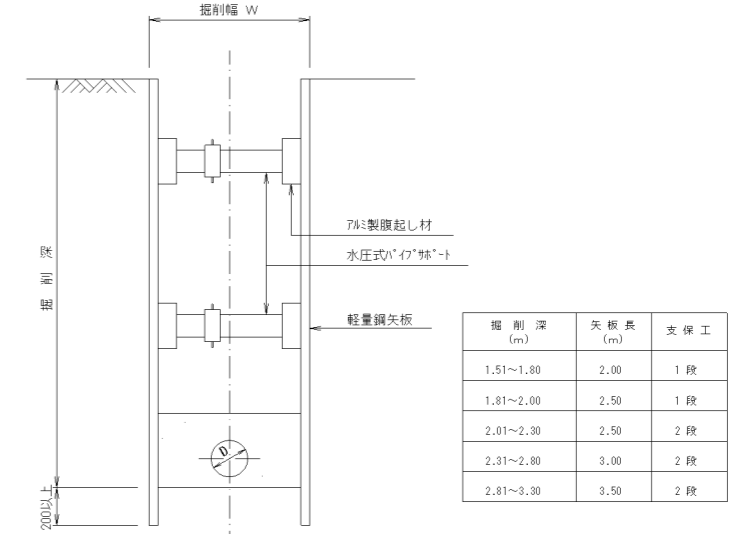 掘削幅 W
アルミ製腹起し材
水圧式パイプサポート
軽量鋼矢板
掘削深
D
200以上
掘 削 深 矢 板 長 支 保 工
(m) (m)
1.51～1.80 2.00 1 段
1.81～2.00 2.50 1 段
2.01～2.30 2.50 2 段
2.31～2.80 3.00 2 段
2.81～3.30 3.50 2 段